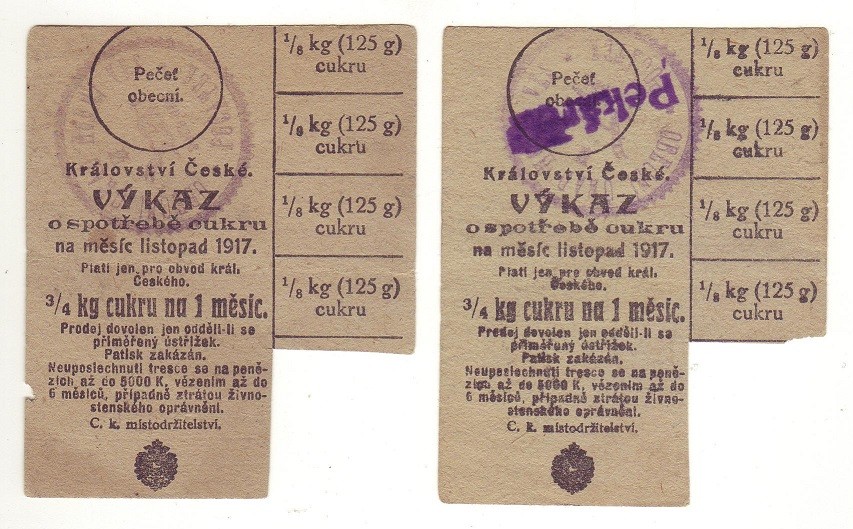 Pečeť
obecní.
Království České.
VÝKAZ
o spotřebě cukru
na měsíc listopad 1917.
Platí jen pro obvod král.
Českého.
3/4 kg cukru na 1 měsíc.
Prodej dovolen jen oddělí-li se
přiměřený ústřižek.
Patisk zakázán.
Neuposlechnutí tresce se na peně-
zích až do 5000 K, vězením až do
6 měsíců, případně ztrátou živno-
stenského oprávnění.
C. k. místodržitelství.
1/8 kg (125 g)
cukru
1/8 kg (125 g)
cukru
1/8 kg (125 g)
cukru
1/8 kg (125 g)
cukru
Pečeť
obecní.
Království České.
VÝKAZ
o spotřebě cukru
na měsíc listopad 1917.
Platí jen pro obvod král.
Českého.
3/4 kg cukru na 1 měsíc.
Prodej dovolen jen oddělí-li se
přiměřený ústřižek.
Patisk zakázán.
Neuposlechnutí tresce se na peně-
zích až do 5000 K, vězením až do
6 měsíců, případně ztrátou živno-
stenského oprávnění.
C. k. místodržitelství.
1/8 kg (125 g)
cukru
1/8 kg (125 g)
cukru
1/8 kg (125 g)
cukru
1/8 kg (125 g)
cukru